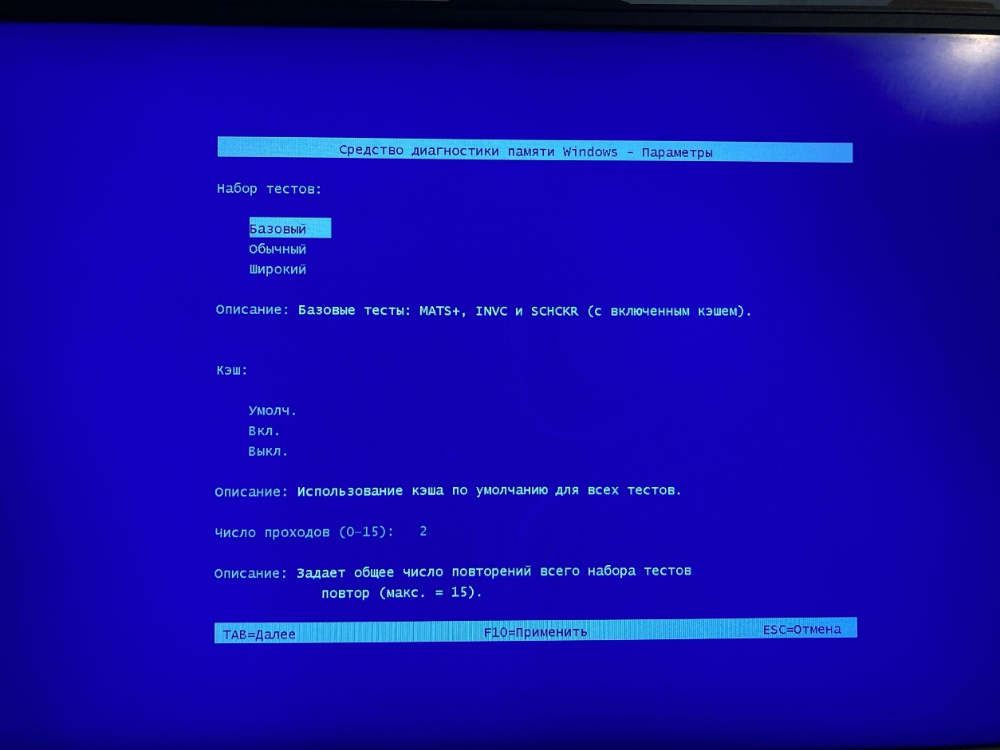 Средство диагностики памяти Windows - Параметры
Набор тестов:
Базовый
Обычный
Широкий
Описание: Базовые тесты: MATS+, INVC и SCHCKR (с включенным кэшем).
Кэш:
Умолч.
Вкл.
Выкл.
Описание: Использование кэша по умолчанию для всех тестов.
Число проходов (0-15): 2
Описание: Задает общее число повторений всего набора тестов
повтор (макс. = 15).
TAB=Далее F10=Применить ESC=Отмена